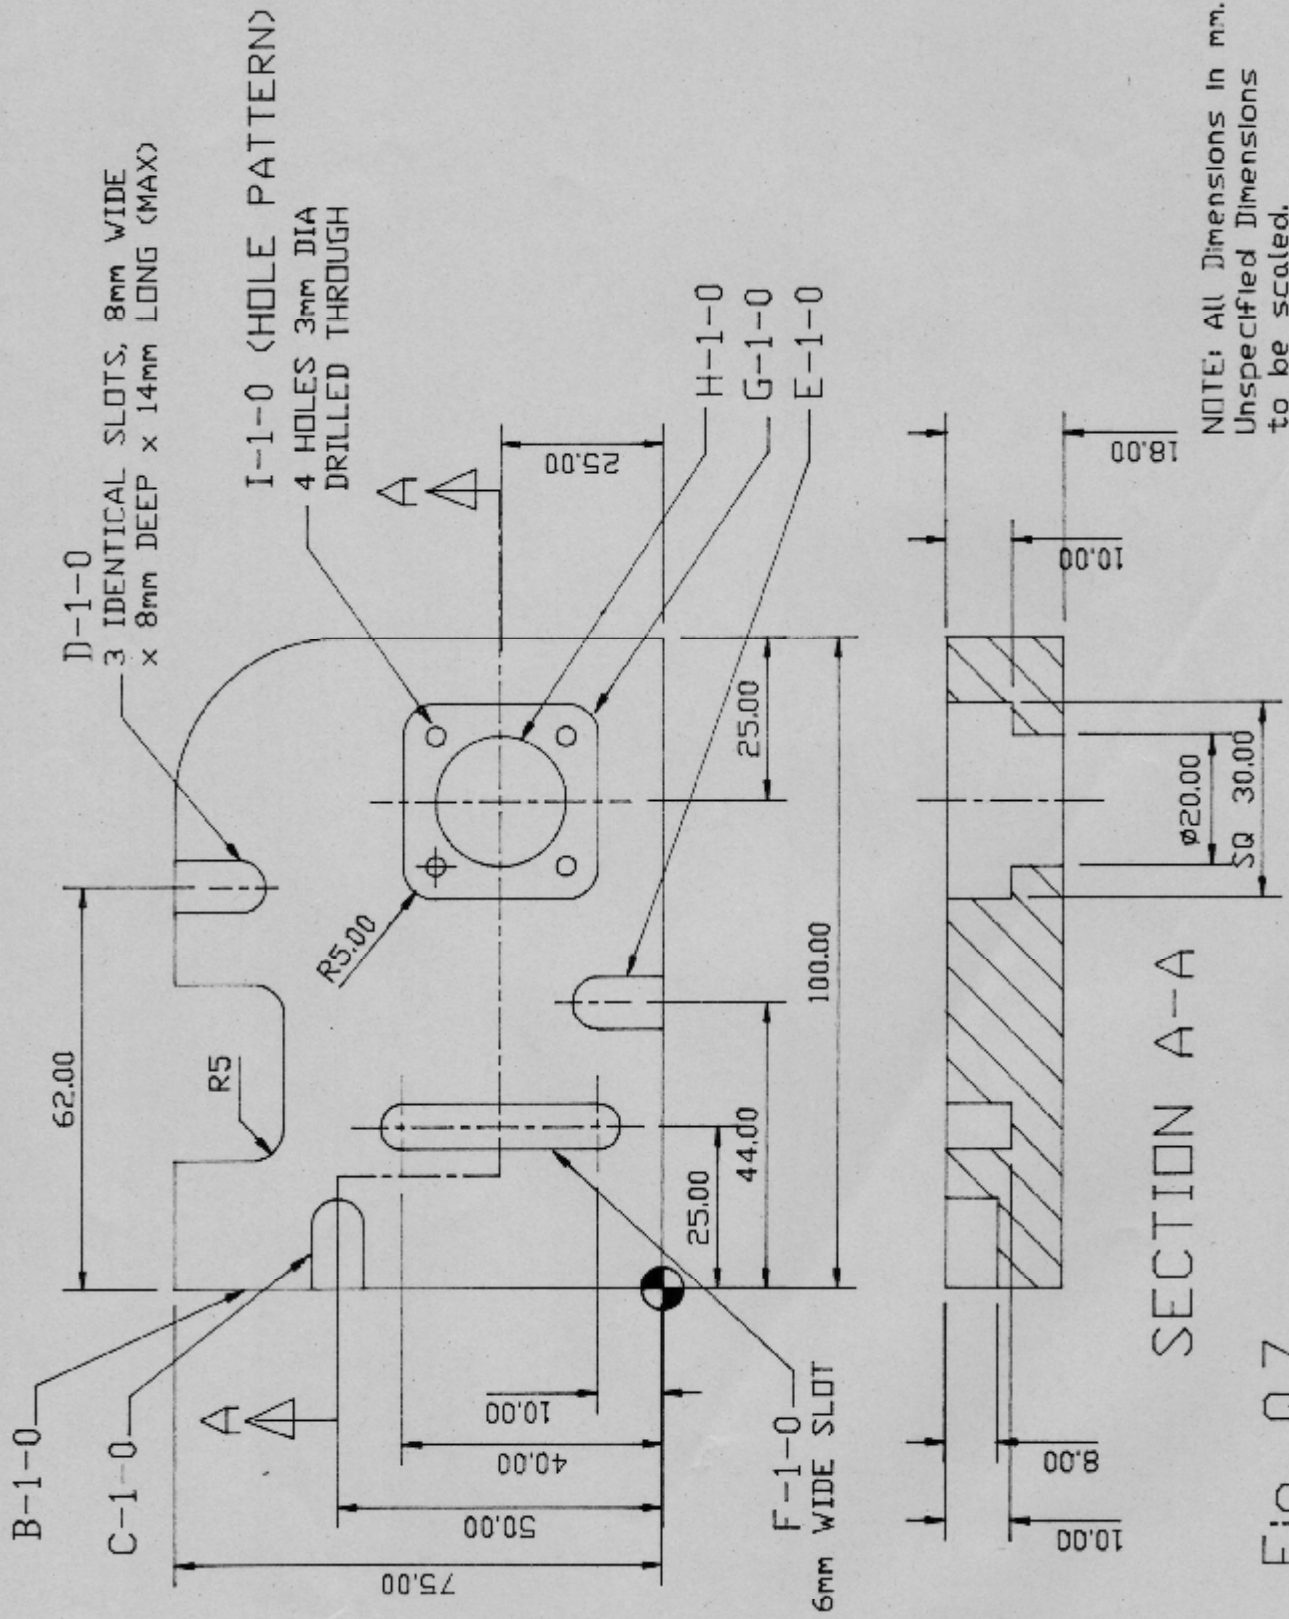 D-1-0
3 IDENTICAL SLOTS, 8mm WIDE
x 8mm DEEP x 14mm LONG (MAX)
I-1-0 (HOLE PATTERN)
4 HOLES 3mm DIA
DRILLED THROUGH
B-1-0
C-1-0
62.00
R5
R5.00
A
A
25.00
H-1-0
G-1-0
E-1-0
75.00
50.00
40.00
10.00
25.00
44.00
25.00
100.00
F-1-0
6mm WIDE SLOT
10.00
8.00
10.00
18.00
ø20.00
SQ 30.00
SECTION A-A
NOTE: All Dimensions in mm.
Unspecified Dimensions
to be scaled.